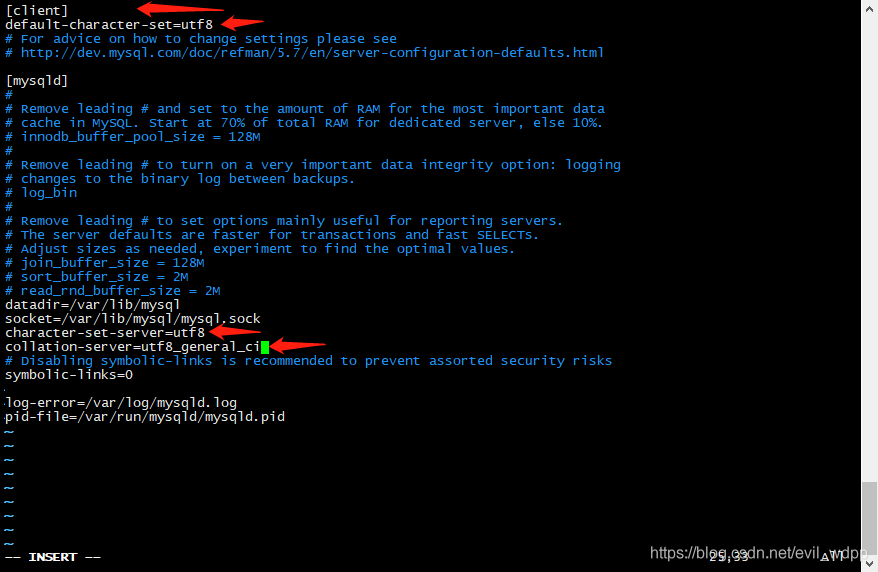 [client]
default-character-set=utf8
# For advice on how to change settings please see
# http://dev.mysql.com/doc/refman/5.7/en/server-configuration-defaults.html
[mysqld]
#
# Remove leading # and set to the amount of RAM for the most important data
# cache in MySQL. Start at 70% of total RAM for dedicated server, else 10%.
# innodb_buffer_pool_size = 128M
#
# Remove leading # to turn on a very important data integrity option: logging
# changes to the binary log between backups.
# log_bin
#
# Remove leading # to set options mainly useful for reporting servers.
# The server defaults are faster for transactions and fast SELECTs.
# Adjust sizes as needed, experiment to find the optimal values.
# join_buffer_size = 128M
# sort_buffer_size = 2M
# read_rnd_buffer_size = 2M
datadir=/var/lib/mysql
socket=/var/lib/mysql/mysql.sock
character-set-server=utf8
collation-server=utf8_general_ci
# Disabling symbolic-links is recommended to prevent assorted security risks
symbolic-links=0
log-error=/var/log/mysqld.log
pid-file=/var/run/mysqld/mysqld.pid
~
~
~
~
~
~
~
~
~
-- INSERT -- 25,33 All
https://blog.csdn.net/evil_wdpp